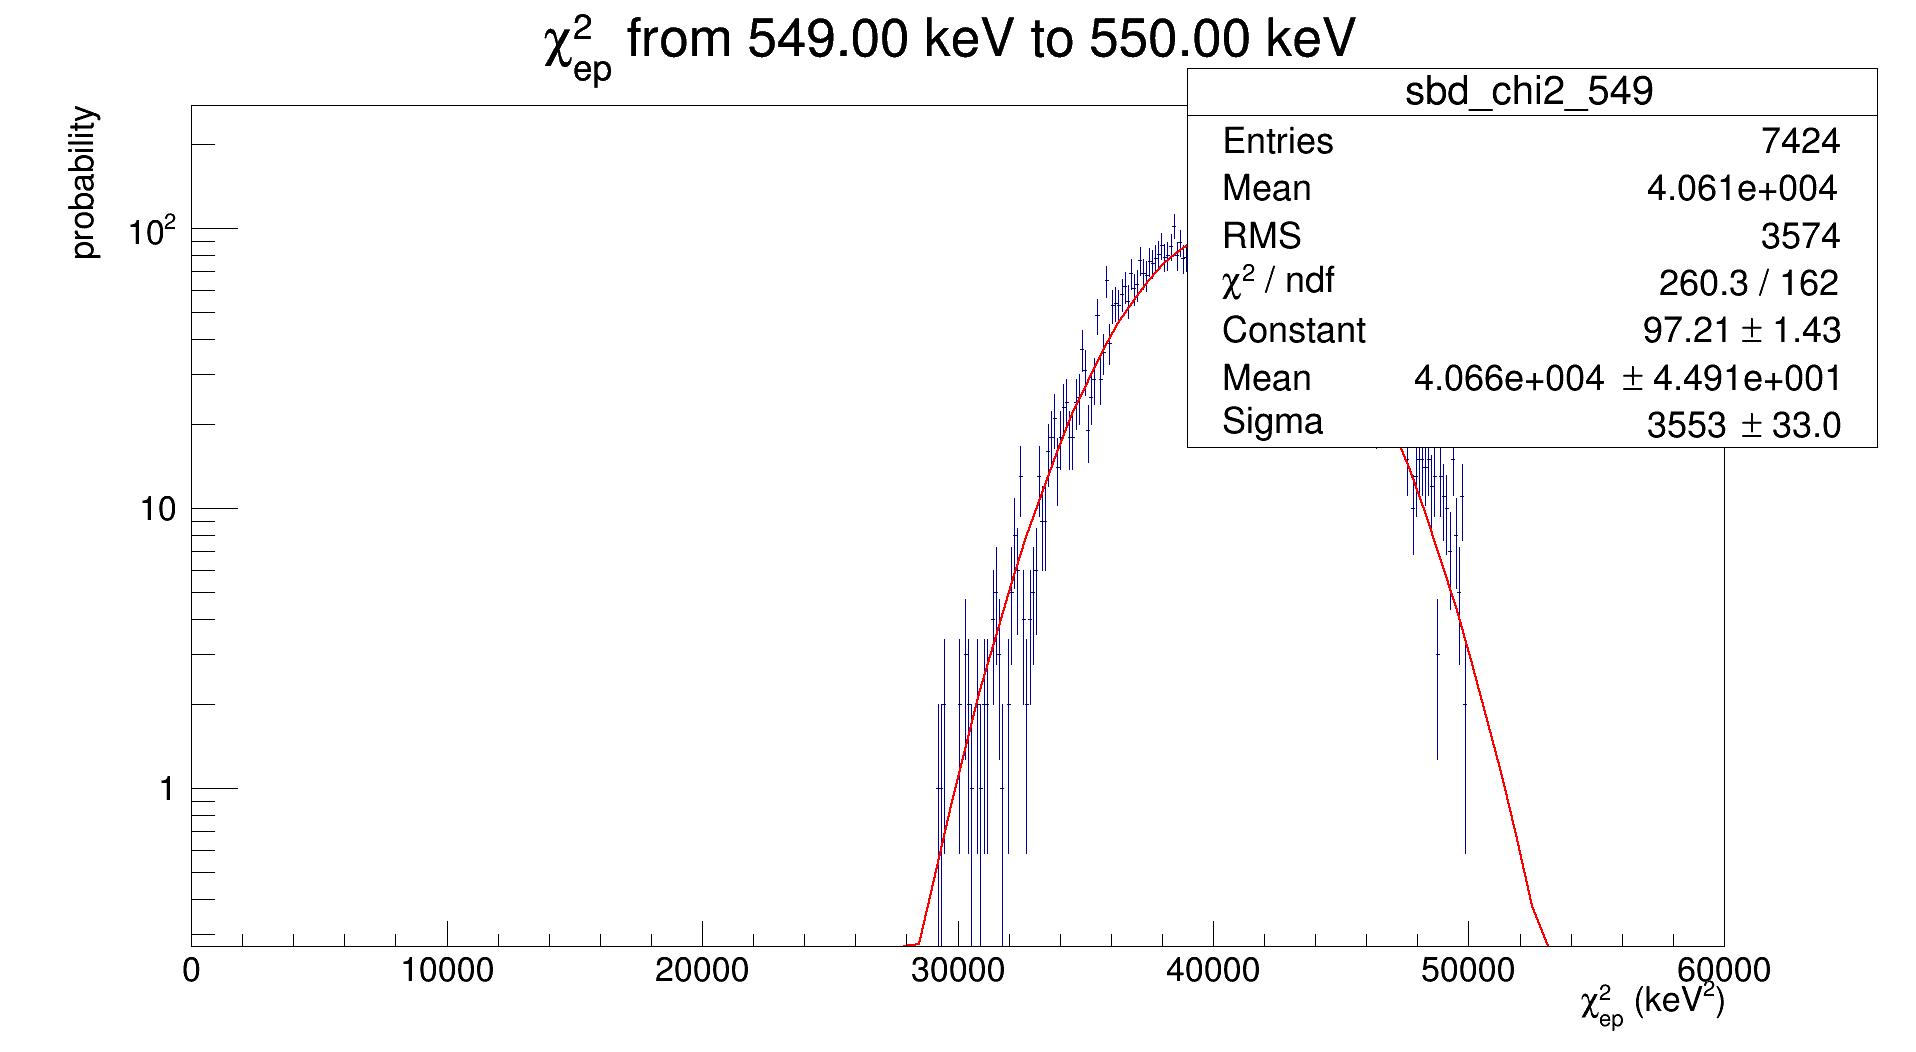 χ²ep from 549.00 keV to 550.00 keV
sbd_chi2_549
Entries 7424
Mean 4.061e+004
RMS 3574
χ² / ndf 260.3 / 162
Constant 97.21 ± 1.43
Mean 4.066e+004 ± 4.491e+001
Sigma 3553 ± 33.0
probability
10²
10
1
0 10000 20000 30000 40000 50000 60000
χ²ep (keV²)